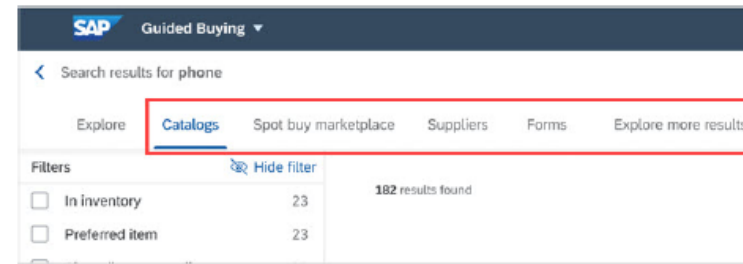 SAP Guided Buying
Search results for phone
Explore Catalogs Spot buy marketplace Suppliers Forms Explore more results
Filters Hide filter
182 results found
In inventory 23
Preferred item 23